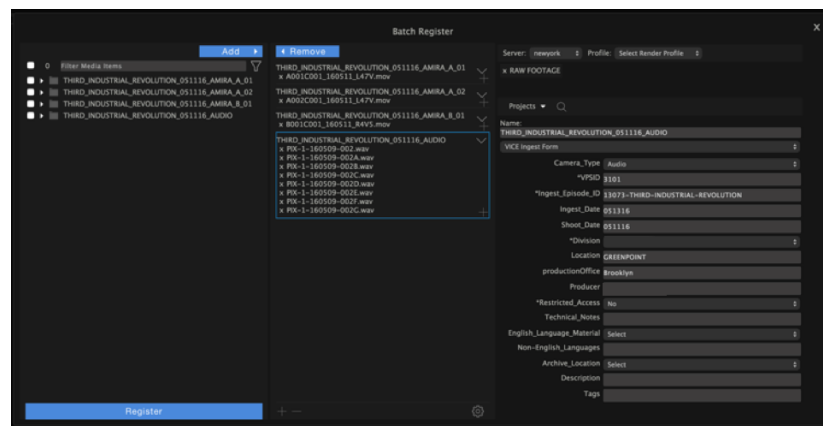 Batch Register
x
Add
0 Filter Media Items
THIRD_INDUSTRIAL_REVOLUTION_051116_AMIRA_A_01
THIRD_INDUSTRIAL_REVOLUTION_051116_AMIRA_A_02
THIRD_INDUSTRIAL_REVOLUTION_051116_AMIRA_B_01
THIRD_INDUSTRIAL_REVOLUTION_051116_AUDIO
Register
Remove
THIRD_INDUSTRIAL_REVOLUTION_051116_AMIRA_A_01
x A001C001_160511_L47V.mov
THIRD_INDUSTRIAL_REVOLUTION_051116_AMIRA_A_02
x A002C001_160511_L47V.mov
THIRD_INDUSTRIAL_REVOLUTION_051116_AMIRA_B_01
x B001C001_160511_R4VS.mov
THIRD_INDUSTRIAL_REVOLUTION_051116_AUDIO
x PIX-1-160509-002.wav
x PIX-1-160509-002A.wav
x PIX-1-160509-002B.wav
x PIX-1-160509-002C.wav
x PIX-1-160509-002D.wav
x PIX-1-160509-002E.wav
x PIX-1-160509-002F.wav
x PIX-1-160509-002G.wav
Server: newyork Profile: Select Render Profile
x RAW FOOTAGE
Projects
Name:
THIRD_INDUSTRIAL_REVOLUTION_051116_AUDIO
VICE Ingest Form
Camera_Type Audio
*VPSID 3101
*Ingest_Episode_ID 13073-THIRD-INDUSTRIAL-REVOLUTION
Ingest_Date 051316
Shoot_Date 051116
*Division
Location GREENPOINT
productionOffice Brooklyn
Producer
*Restricted_Access No
Technical_Notes
English_Language_Material Select
Non-English_Languages
Archive_Location Select
Description
Tags